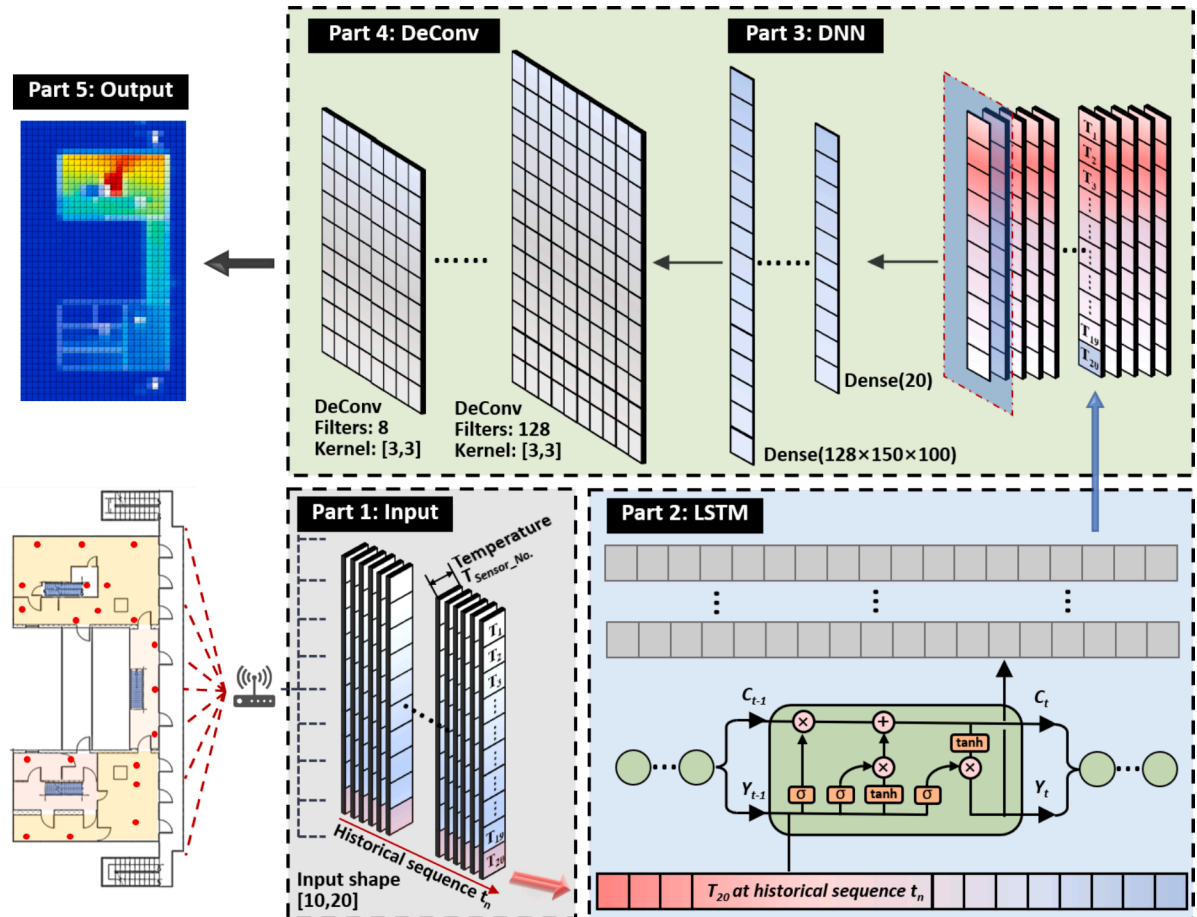 Part 4: DeConv
Part 3: DNN
Part 5: Output
T1
T2
T3
T19
T20
Dense(20)
DeConv
Filters: 8
Kernel: [3,3]
DeConv
Filters: 128
Kernel: [3,3]
Dense(128×150×100)
Part 1: Input
Temperature
TSensor_No.
T1
T2
T3
T19
T20
Historical sequence tn
Input shape
[10,20]
Part 2: LSTM
Ct-1
Ct
tanh
Yt-1
σ
σ
tanh
σ
Yt
T20 at historical sequence tn